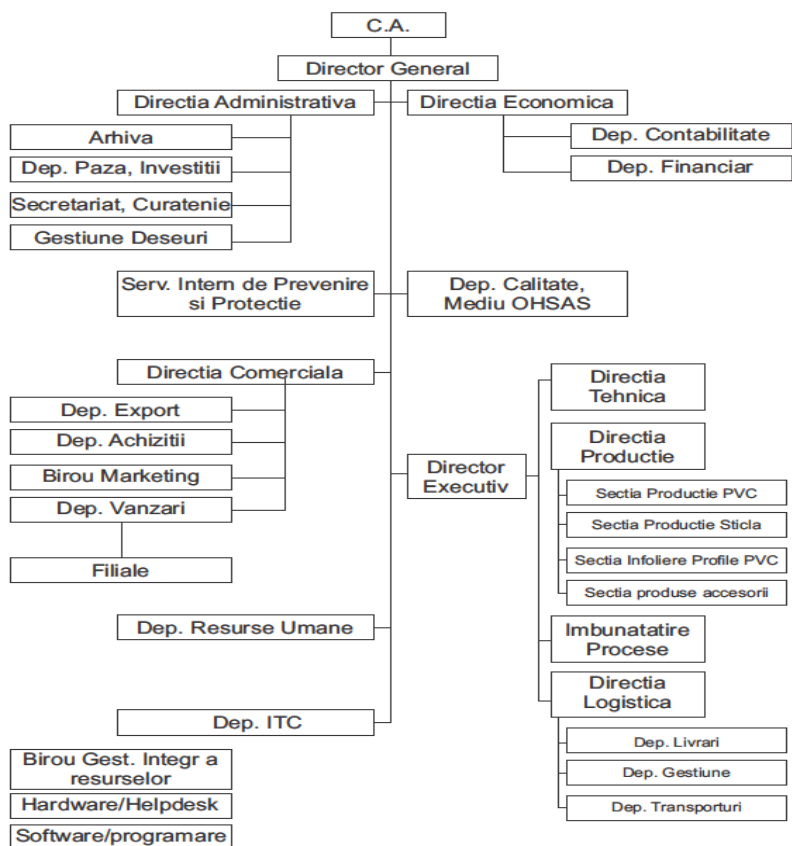 C.A.
Director General
Directia Administrativa
Directia Economica
Arhiva
Dep. Paza, Investitii
Secretariat, Curatenie
Gestiune Deseuri
Dep. Contabilitate
Dep. Financiar
Serv. Intern de Prevenire
si Protectie
Dep. Calitate,
Mediu OHSAS
Directia Comerciala
Dep. Export
Dep. Achizitii
Birou Marketing
Dep. Vanzari
Filiale
Director
Executiv
Directia
Tehnica
Directia
Productie
Sectia Productie PVC
Sectia Productie Sticla
Sectia Infoliere Profile PVC
Sectia produse accesorii
Imbunatatire
Procese
Directia
Logistica
Dep. Livrari
Dep. Gestiune
Dep. Transporturi
Dep. Resurse Umane
Dep. ITC
Birou Gest. Integr a
resurselor
Hardware/Helpdesk
Software/programare